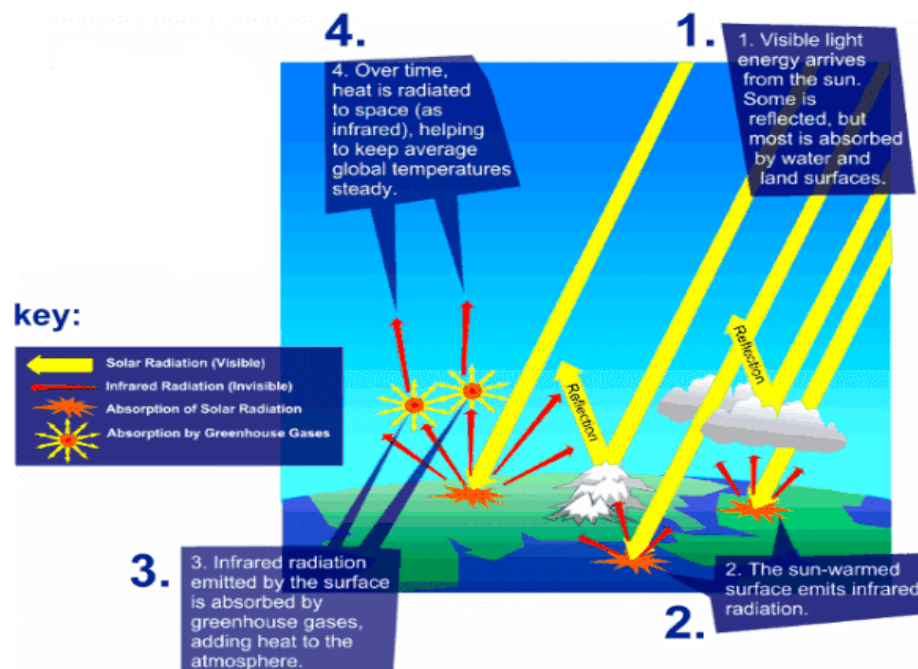 1.
1. Visible light
energy arrives
from the sun.
Some is
reflected, but
most is absorbed
by water and
land surfaces.
2.
2. The sun-warmed
surface emits infrared
radiation.
3.
3. Infrared radiation
emitted by the surface
is absorbed by
greenhouse gases,
adding heat to the
atmosphere.
4.
4. Over time,
heat is radiated
to space (as
infrared), helping
to keep average
global temperatures
steady.
Reflection
Reflection
key:
Solar Radiation (Visible)
Infrared Radiation (Invisible)
Absorption of Solar Radiation
Absorption by Greenhouse Gases